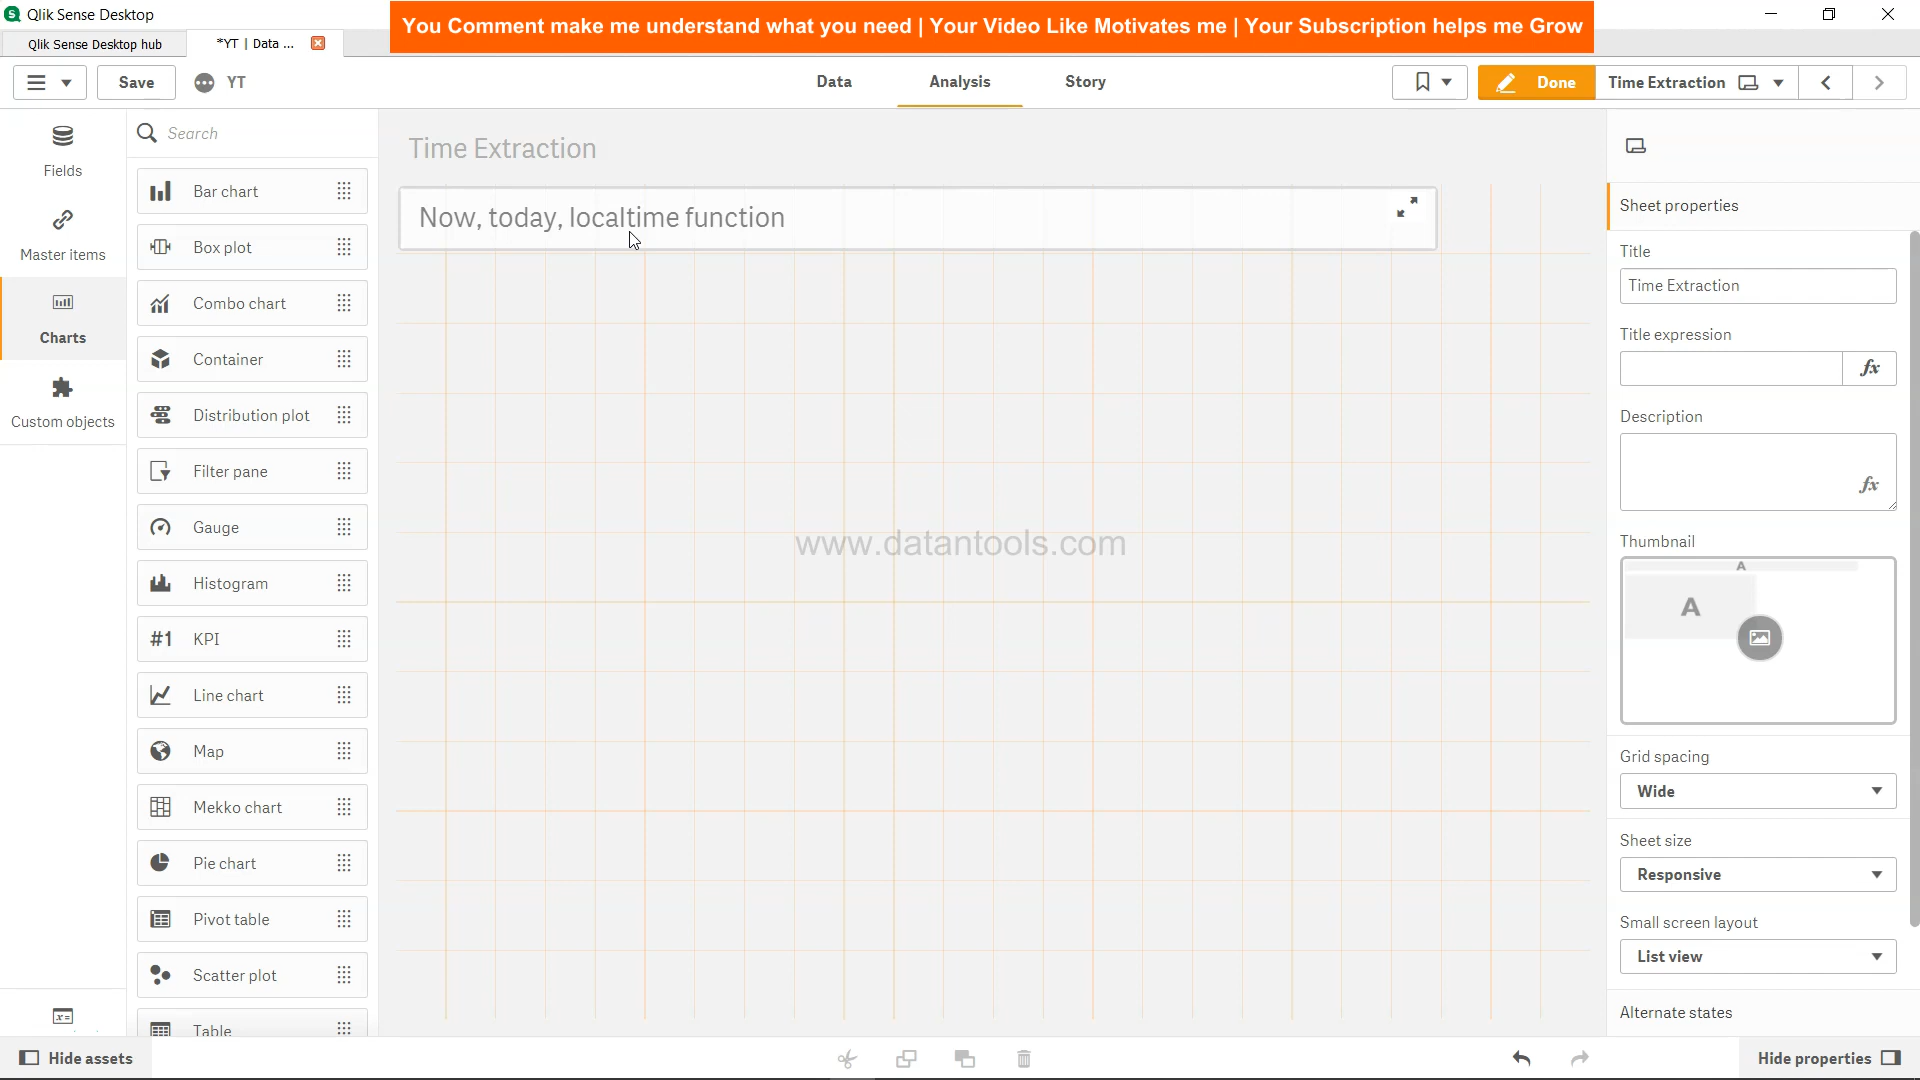 Qlik Sense Desktop
You Comment make me understand what you need | Your Video Like Motivates me | Your Subscription helps me Grow
Qlik Sense Desktop hub
*YT | Data ...
Save
YT
Data
Analysis
Story
Done
Time Extraction
Fields
Master items
Charts
Custom objects
Search
Bar chart
Box plot
Combo chart
Container
Distribution plot
Filter pane
Gauge
Histogram
#1 KPI
Line chart
Map
Mekko chart
Pie chart
Pivot table
Scatter plot
Table
Time Extraction
Now, today, localtime function
www.datantools.com
Sheet properties
Title
Time Extraction
Title expression
fx
Description
fx
Thumbnail
A
A
Grid spacing
Wide
Sheet size
Responsive
Small screen layout
List view
Alternate states
Hide assets
Hide properties